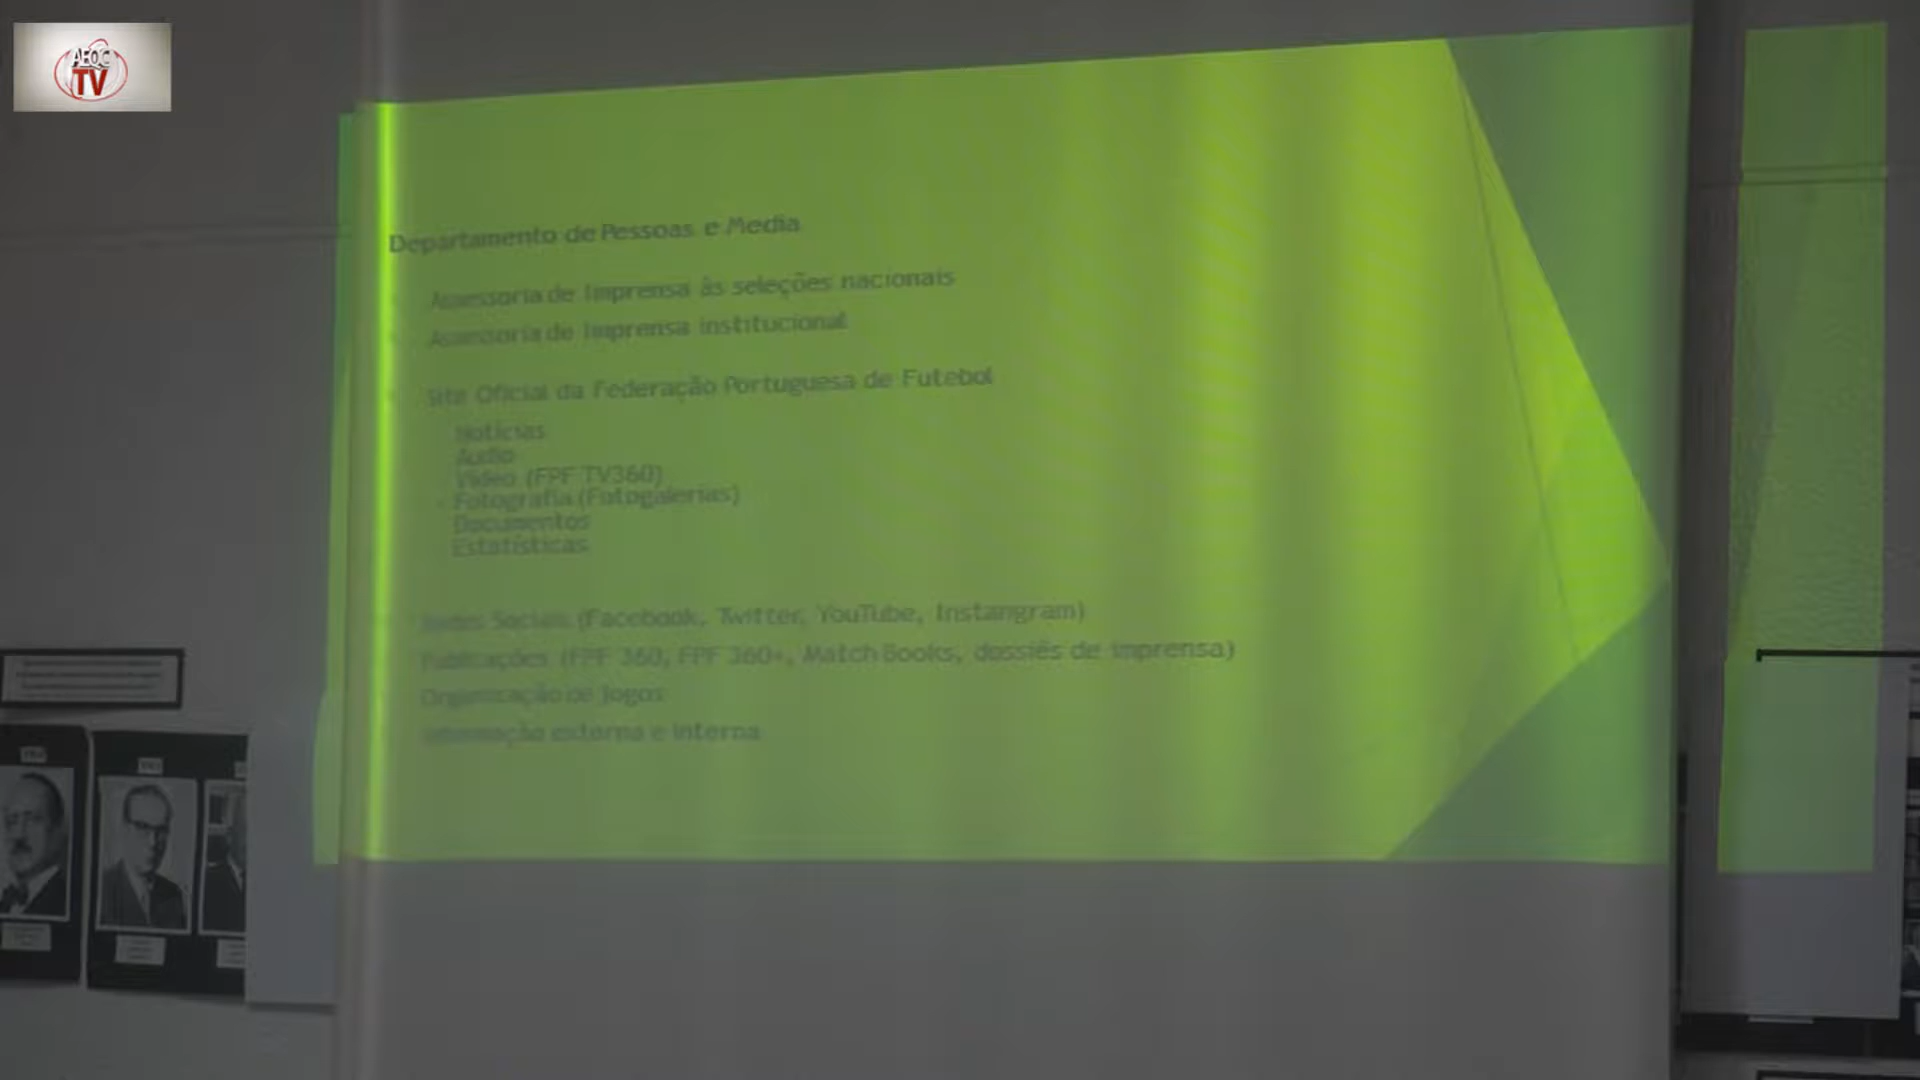 AEQC
TV
Departamento de Pessoas e Media
Assessoria de Imprensa às seleções nacionais
Assessoria de Imprensa institucional
Site Oficial da Federação Portuguesa de Futebol
Notícias
Áudio
Vídeo (FPF TV360)
- Fotografia (Fotogalerias)
Documentos
Estatísticas
Redes Sociais (Facebook, Twitter, YouTube, Instangram)
Publicações (FPF 360, FPF 360+, Match Books, dossiês de imprensa)
Organização de Jogos
externa e interna